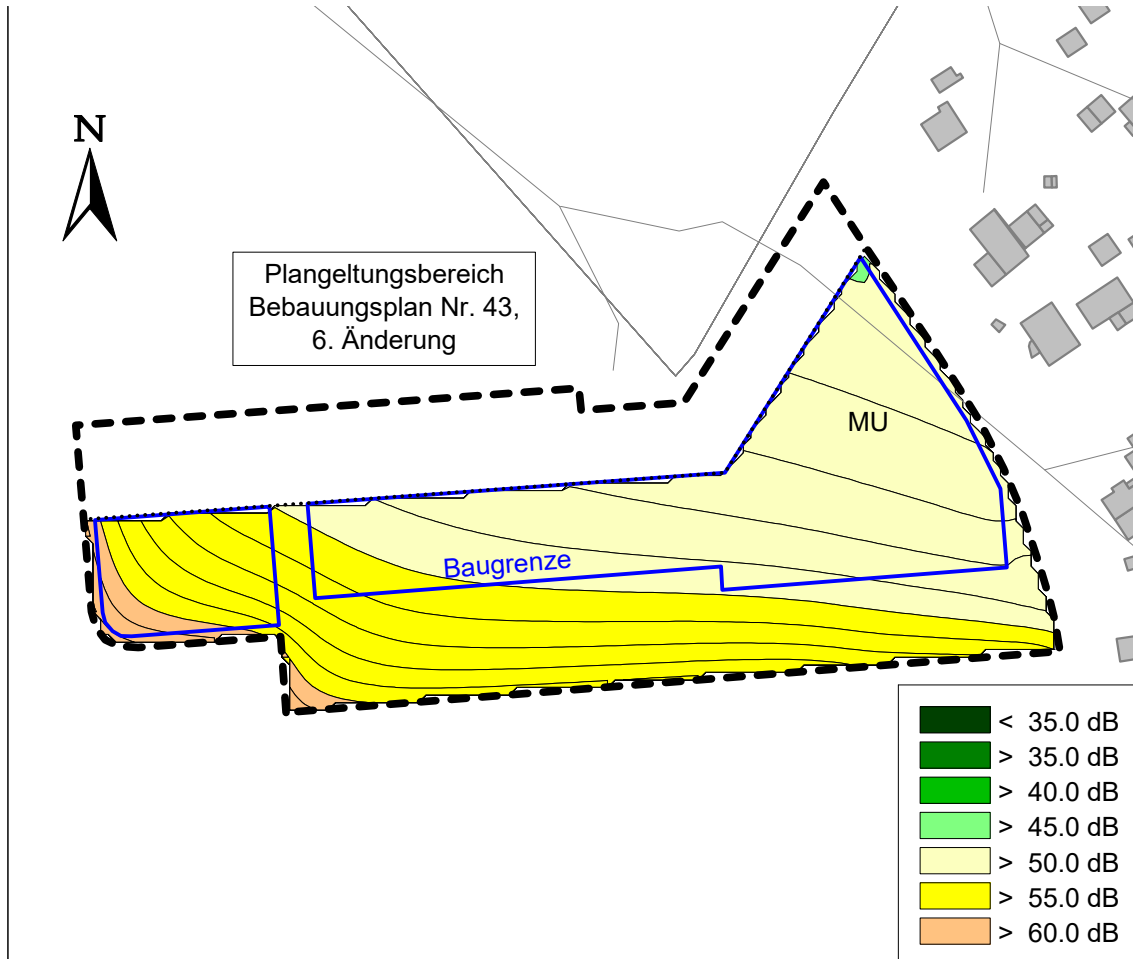 N
Plangeltungsbereich
Bebauungsplan Nr. 43,
6. Änderung
MU
Baugrenze
< 35.0 dB
> 35.0 dB
> 40.0 dB
> 45.0 dB
> 50.0 dB
> 55.0 dB
> 60.0 dB